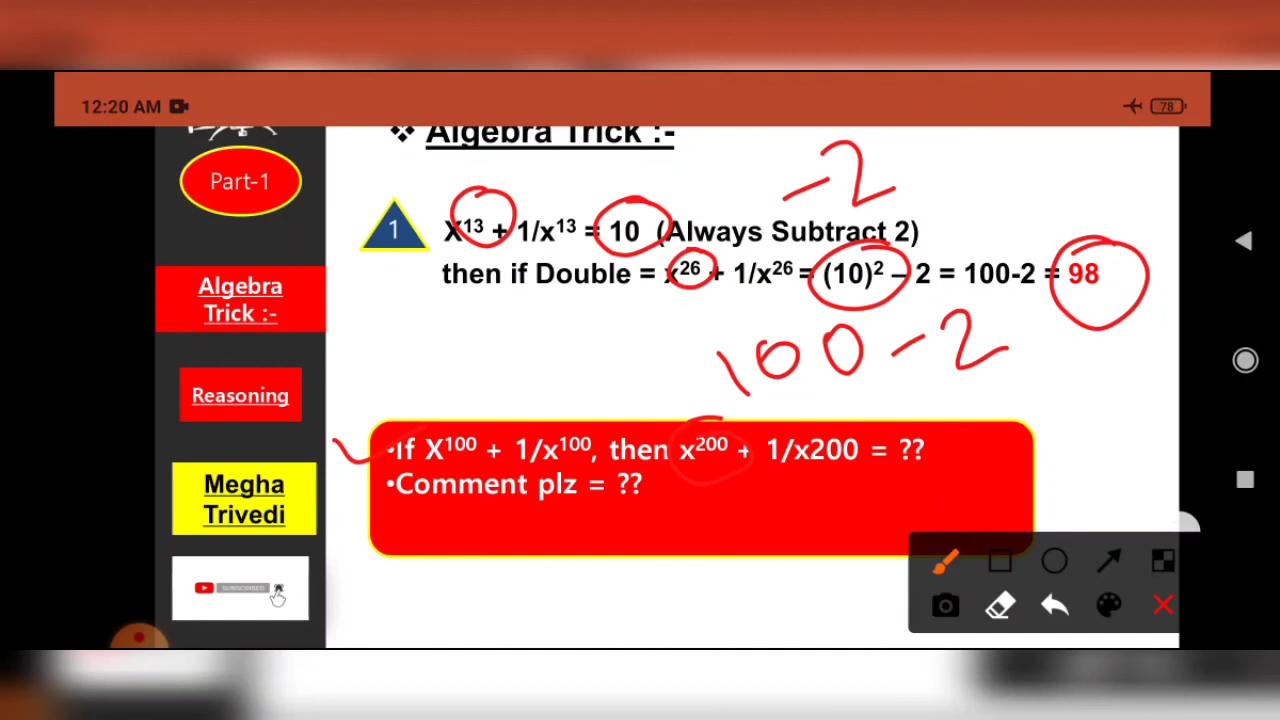 12:20 AM
78
❖ Algebra Trick :-
-2
Part-1
1
X¹³ + 1/x¹³ = 10 (Always Subtract 2)
then if Double = x²⁶ + 1/x²⁶ = (10)² – 2 = 100-2 = 98
100-2
Algebra
Trick :-
Reasoning
•If X¹⁰⁰ + 1/x¹⁰⁰, then x²⁰⁰ + 1/x200 = ??
•Comment plz = ??
Megha
Trivedi
SUBSCRIBED